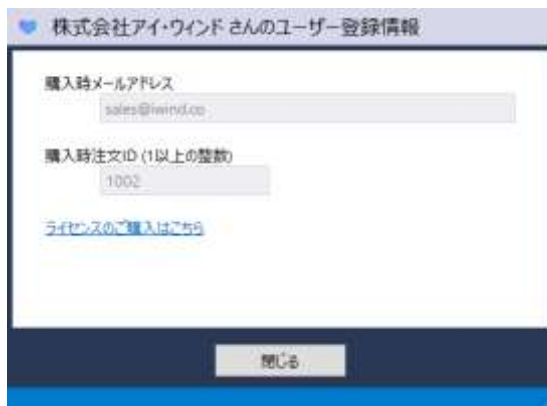 株式会社アイ・ウィンド さんのユーザー登録情報
購入時メールアドレス
sales@iwind.co
購入時注文ID (1以上の整数)
1002
ライセンスのご購入はこちら
閉じる